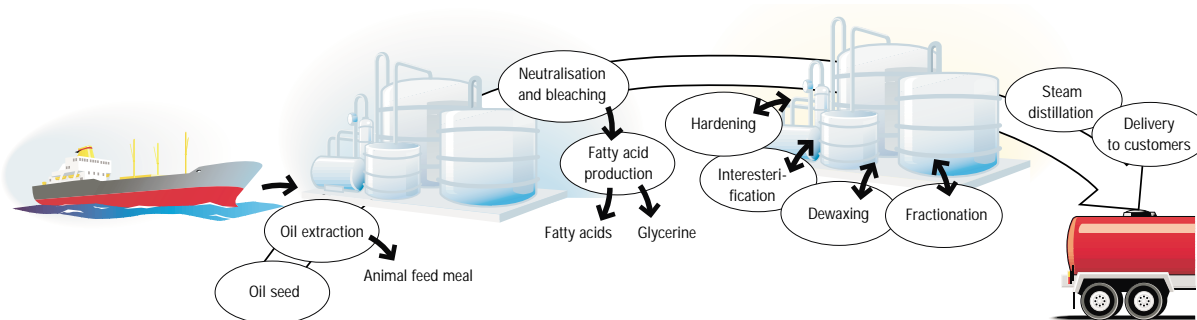 Neutralisation
and bleaching
Hardening
Steam
distillation
Delivery
to customers
Fatty acid
production
Interesteri-
fication
Dewaxing
Fractionation
Oil extraction
Fatty acids
Glycerine
Animal feed meal
Oil seed